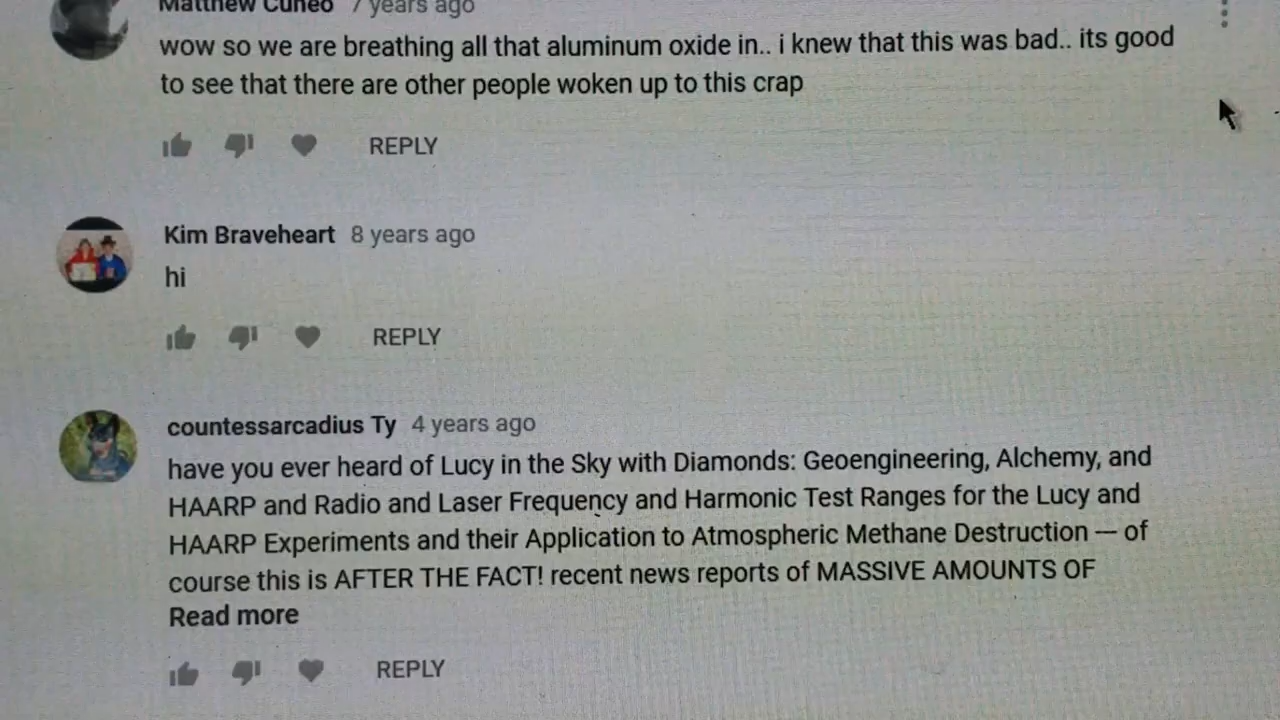 Matthew Cuneo 7 years ago
wow so we are breathing all that aluminum oxide in.. i knew that this was bad.. its good
to see that there are other people woken up to this crap
REPLY
Kim Braveheart 8 years ago
hi
REPLY
countessarcadius Ty 4 years ago
have you ever heard of Lucy in the Sky with Diamonds: Geoengineering, Alchemy, and
HAARP and Radio and Laser Frequency and Harmonic Test Ranges for the Lucy and
HAARP Experiments and their Application to Atmospheric Methane Destruction — of
course this is AFTER THE FACT! recent news reports of MASSIVE AMOUNTS OF
Read more
REPLY